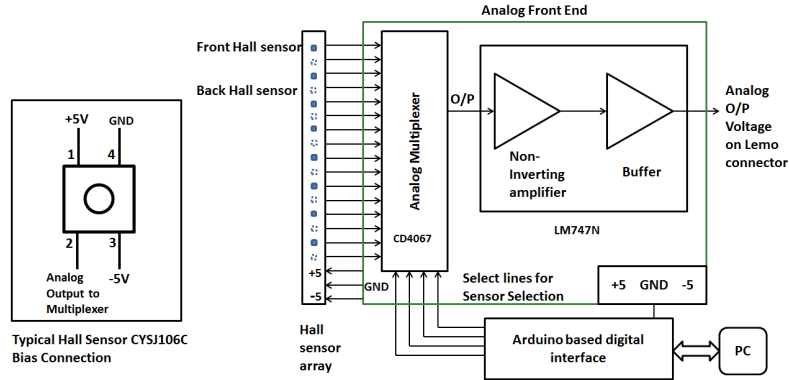 Analog Front End
Front Hall sensor
Back Hall sensor
+5V
GND
1
4
2
3
Analog
Output to
Multiplexer
-5V
Typical Hall Sensor CYSJ106C
Bias Connection
+5
GND
-5
Hall
sensor
array
Analog Multiplexer
CD4067
O/P
Non-
Inverting
amplifier
Buffer
LM747N
Analog
O/P
Voltage
on Lemo
connector
Select lines for
Sensor Selection
+5 GND -5
Arduino based digital
interface
PC